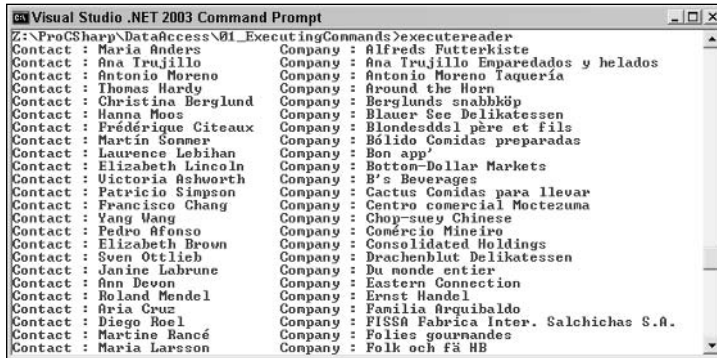 Visual Studio .NET 2003 Command Prompt
Z:\ProCSharp\DataAccess\01_ExecutingCommands>executereader
Contact : Maria Anders Company : Alfreds Futterkiste
Contact : Ana Trujillo Company : Ana Trujillo Emparedados y helados
Contact : Antonio Moreno Company : Antonio Moreno Taquería
Contact : Thomas Hardy Company : Around the Horn
Contact : Christina Berglund Company : Berglunds snabbköp
Contact : Hanna Moos Company : Blauer See Delikatessen
Contact : Frédérique Citeaux Company : Blondesddsl père et fils
Contact : Martín Sommer Company : Bólido Comidas preparadas
Contact : Laurence Lebihan Company : Bon app'
Contact : Elizabeth Lincoln Company : Bottom-Dollar Markets
Contact : Victoria Ashworth Company : B's Beverages
Contact : Patricio Simpson Company : Cactus Comidas para llevar
Contact : Francisco Chang Company : Centro comercial Moctezuma
Contact : Yang Wang Company : Chop-suey Chinese
Contact : Pedro Afonso Company : Comércio Mineiro
Contact : Elizabeth Brown Company : Consolidated Holdings
Contact : Sven Ottlieb Company : Drachenblut Delikatessen
Contact : Janine Labrune Company : Du monde entier
Contact : Ann Devon Company : Eastern Connection
Contact : Roland Mendel Company : Ernst Handel
Contact : Aria Cruz Company : Familia Arquibaldo
Contact : Diego Roel Company : FISSA Fabrica Inter. Salchichas S.A.
Contact : Martine Rancé Company : Folies gourmandes
Contact : Maria Larsson Company : Folk och fä HB